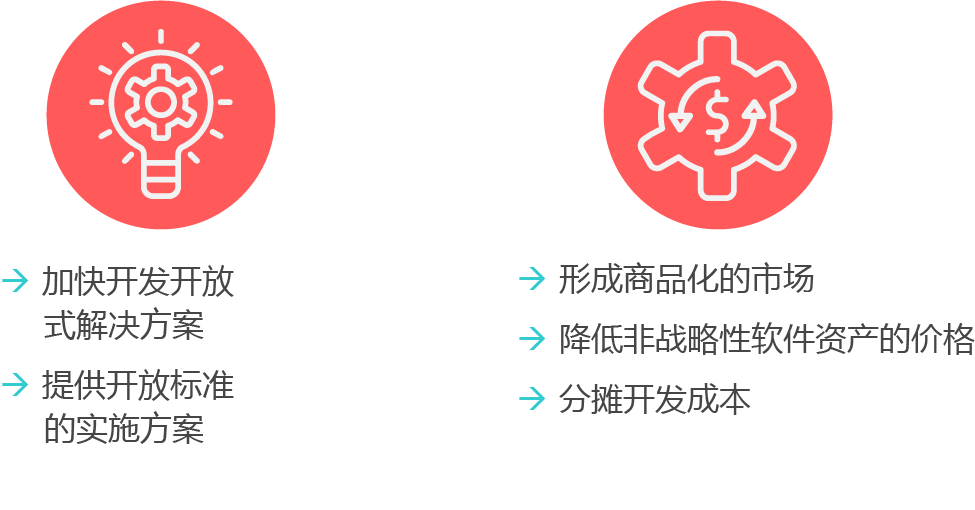 加快开发开放
式解决方案
提供开放标准
的实施方案
形成商品化的市场
降低非战略性软件资产的价格
分摊开发成本